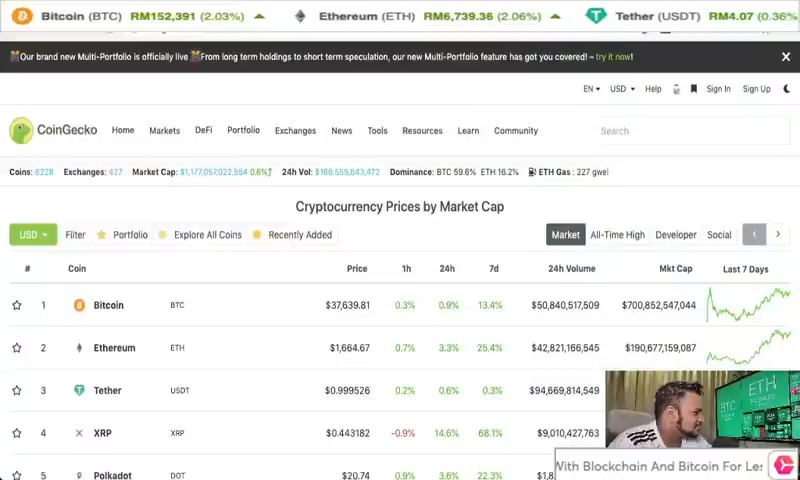 Bitcoin (BTC) RM152,391 (2.03%) Ethereum (ETH) RM6,739.36 (2.06%) Tether (USDT) RM4.07 (0.36%
Our brand new Multi-Portfolio is officially live From long term holdings to short term speculation, our new Multi-Portfolio feature has got you covered! – try it now!
EN USD Help Sign In Sign Up
CoinGecko Home Markets DeFi Portfolio Exchanges News Tools Resources Learn Community Search
Coins: 6228 Exchanges: 427 Market Cap: $1,177,057,022,554 0.6% 24h Vol: $166,555,643,472 Dominance: BTC 59.6% ETH 16.2% ETH Gas: 227 gwei
Cryptocurrency Prices by Market Cap
USD Filter Portfolio Explore All Coins Recently Added Market All-Time High Developer Social
# Coin Price 1h 24h 7d 24h Volume Mkt Cap Last 7 Days
1 Bitcoin BTC $37,639.81 0.3% 0.9% 13.4% $50,840,517,509 $700,852,547,044
2 Ethereum ETH $1,664.67 0.7% 3.3% 25.4% $42,821,166,545 $190,677,159,087
3 Tether USDT $0.999526 0.2% 0.6% 0.3% $94,669,814,549
BTC ETH
4 XRP XRP $0.443182 -0.9% 14.6% 68.1% $9,010,427,763
With Blockchain And Bitcoin For Les
5 Polkadot DOT $20.74 0.9% 3.6% 22.3% $1,8